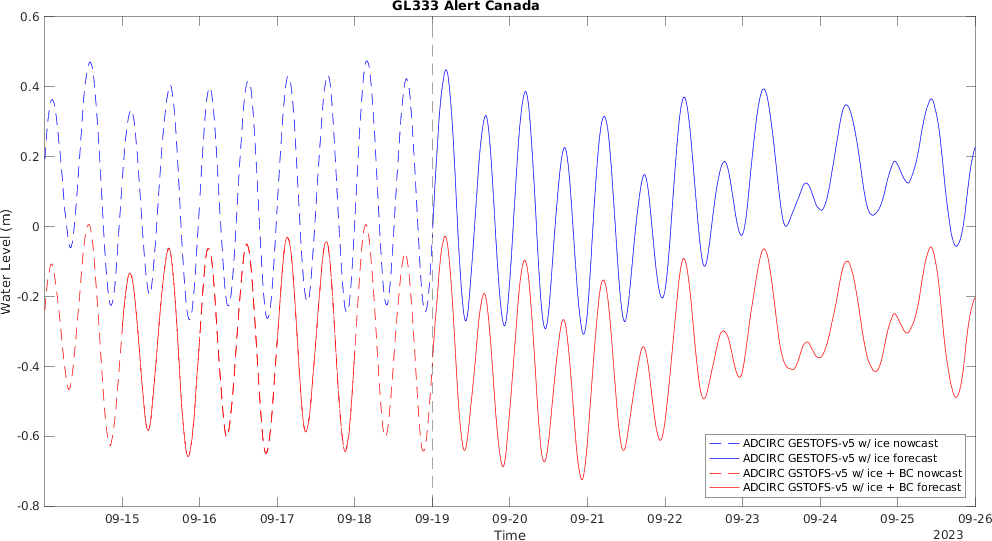 GL333 Alert Canada
0.6
0.4
0.2
0
-0.2
-0.4
-0.6
-0.8
Water Level (m)
ADCIRC GESTOFS-v5 w/ ice nowcast
ADCIRC GESTOFS-v5 w/ ice forecast
ADCIRC GSTOFS-v5 w/ ice + BC nowcast
ADCIRC GSTOFS-v5 w/ ice + BC forecast
09-15 09-16 09-17 09-18 09-19 09-20 09-21 09-22 09-23 09-24 09-25 09-26
Time
2023